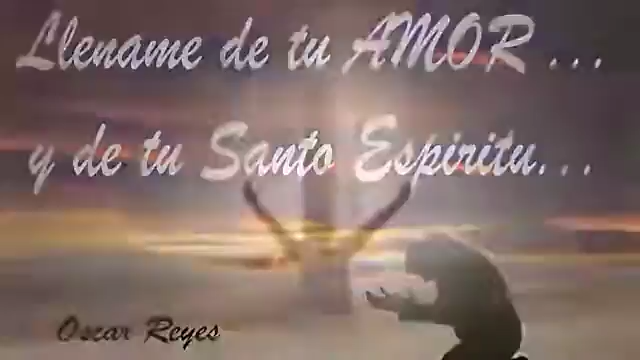 Llename de tu AMOR ...
y de tu Santo Espiritu...
Oscar Reyes